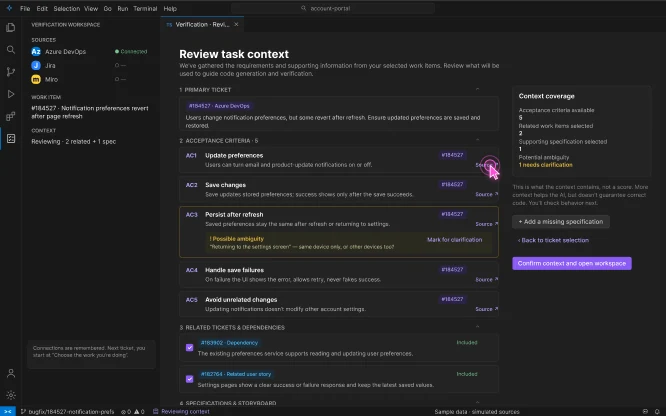 File Edit Selection View Go Run Terminal Help
account-portal
VERIFICATION WORKSPACE
SOURCES
Az Azure DevOps Connected
J Jira 0 —
M Miro 0 —
WORK ITEM
#184527 · Notification preferences revert
after page refresh
CONTEXT
Reviewing · 2 related + 1 spec
Connections are remembered. Next ticket, you
start at "Choose the work you're doing".
TS Verification · Revi... ×
Review task context
We've gathered the requirements and supporting information from your selected work items. Review what will be
used to guide code generation and verification.
1 PRIMARY TICKET
#184527 · Azure DevOps
Users change notification preferences, but some revert after refresh. Ensure updated preferences are saved and
restored.
2 ACCEPTANCE CRITERIA · 5
AC1 Update preferences #184527
Users can turn email and product-update notifications on or off. Source ↗
AC2 Save changes #184527
Save updates stored preferences; success shows only after the save succeeds. Source ↗
AC3 Persist after refresh #184527
Saved preferences stay the same after refresh or returning to settings. Source ↗
! Possible ambiguity
"Returning to the settings screen" — same device only, or other devices too?
Mark for clarification
AC4 Handle save failures #184527
On failure the UI shows the error, allows retry, never fakes success. Source ↗
AC5 Avoid unrelated changes #184527
Updating notifications doesn't modify other account settings. Source ↗
3 RELATED TICKETS & DEPENDENCIES
#183902 · Dependency Included
The existing preferences service supports reading and updating user preferences.
#182764 · Related user story Included
Settings pages show a clear success or failure response and keep the latest saved values.
4 SPECIFICATIONS & STORYBOARD
Context coverage
Acceptance criteria available
5
Related work items selected
2
Supporting specification selected
1
Potential ambiguity
1 needs clarification
This is what the context contains, not a score. More
context helps the AI, but doesn't guarantee correct
code. You'll check behavior next.
+ Add a missing specification
‹ Back to ticket selection
Confirm context and open workspace
bugfix/184527-notification-prefs 0 0 Reviewing context
Sample data · simulated sources